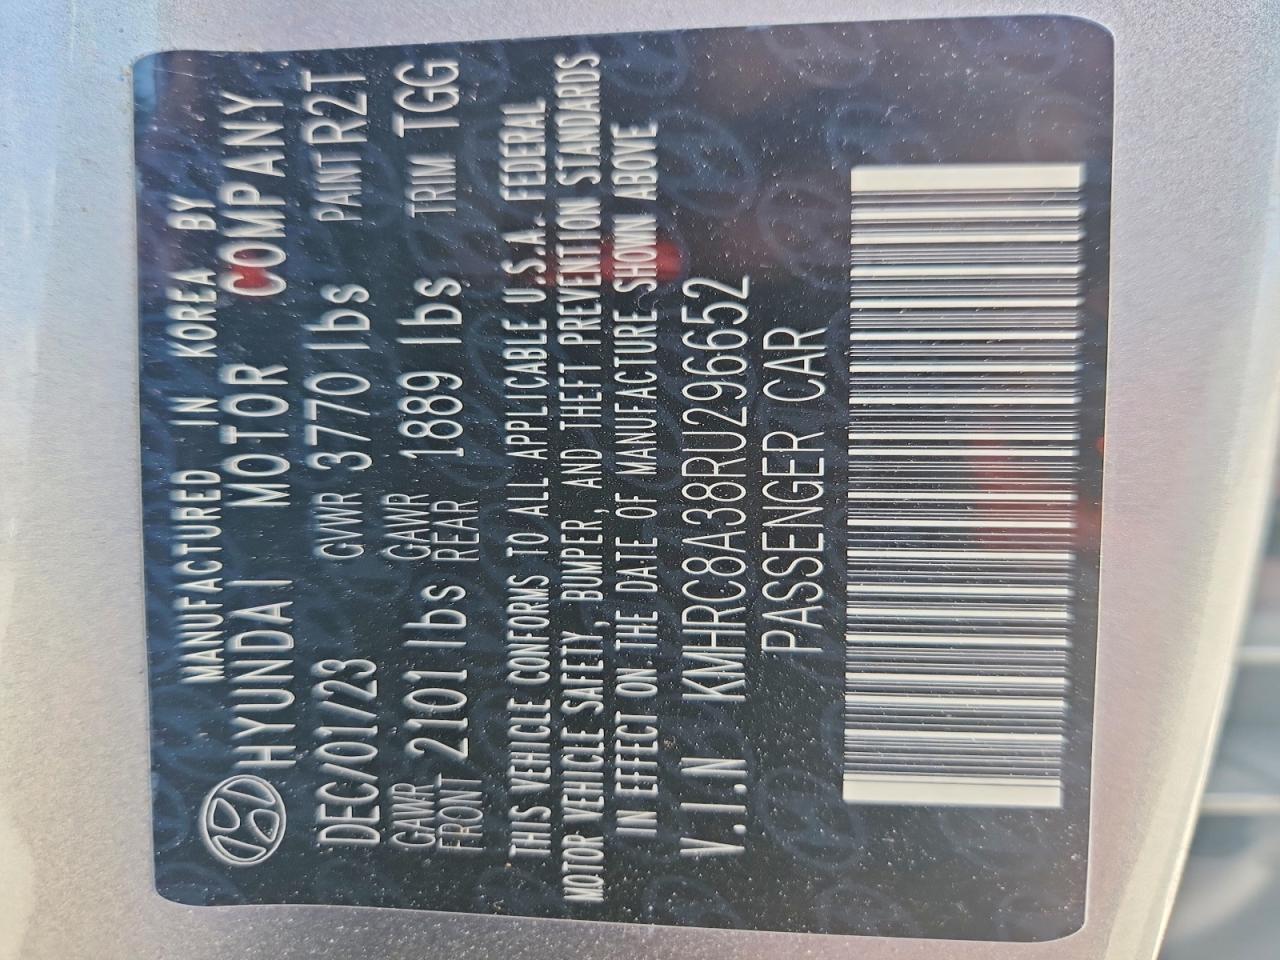 MANUFACTURED IN KOREA BY
HYUNDAI MOTOR COMPANY
DEC/01/23 GVWR 3770 lbs PAINT R2T
GAWR FRONT 2101 lbs GAWR REAR 1889 lbs TRIM TGG
THIS VEHICLE CONFORMS TO ALL APPLICABLE U.S.A. FEDERAL
MOTOR VEHICLE SAFETY, BUMPER, AND THEFT PREVENTION STANDARDS
IN EFFECT ON THE DATE OF MANUFACTURE SHOWN ABOVE
V.I.N KMHRC8A38RU296652
PASSENGER CAR